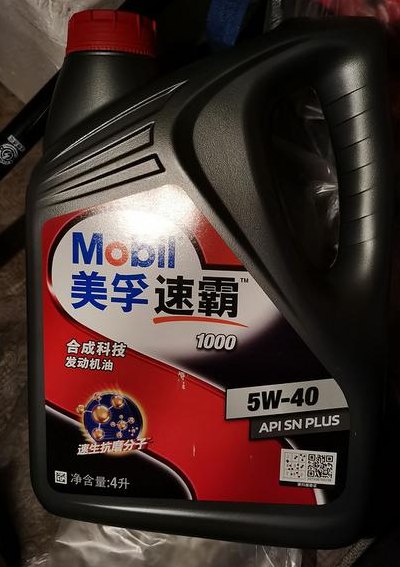 Mobil
美孚速霸™
1000
合成科技
发动机油
5W-40
API SN PLUS
速生抗磨分子
净含量:4升